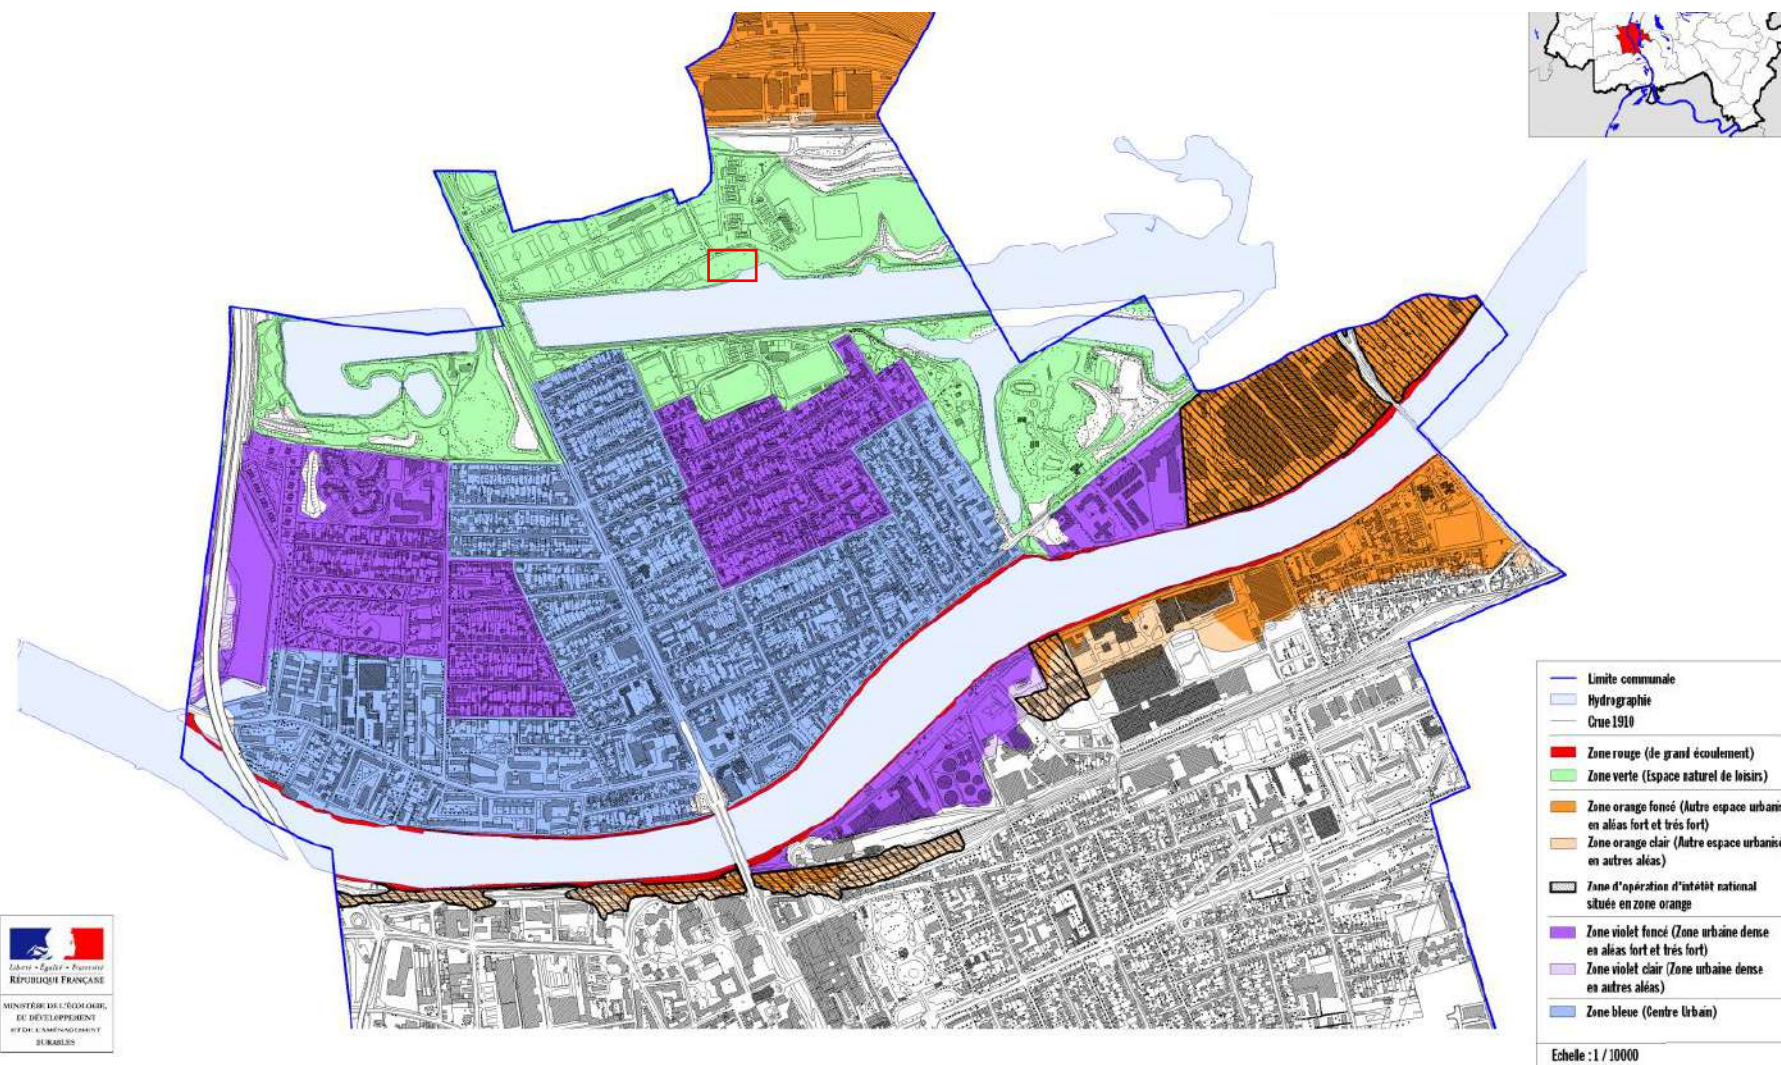 Limite communale
Hydrographie
Crue 1910
Zone rouge (de grand écoulement)
Zone verte (Espace naturel de loisirs)
Zone orange foncé (Autre espace urbanis
en aléas fort et très fort)
Zone orange clair (Autre espace urbanisé
en autres aléas)
Zone d'opération d'intétêt national
située en zone orange
Zone violet foncé (Zone urbaine dense
en aléas fort et très fort)
Zone violet clair (Zone urbaine dense
en autres aléas)
Zone bleue (Centre Urbain)
Echelle : 1 / 10000
Liberté • Égalité • Fraternité
RÉPUBLIQUE FRANÇAISE
MINISTÈRE DE L'ÉCOLOGIE,
DU DÉVELOPPEMENT
ET DE L'AMÉNAGEMENT
DURABLES